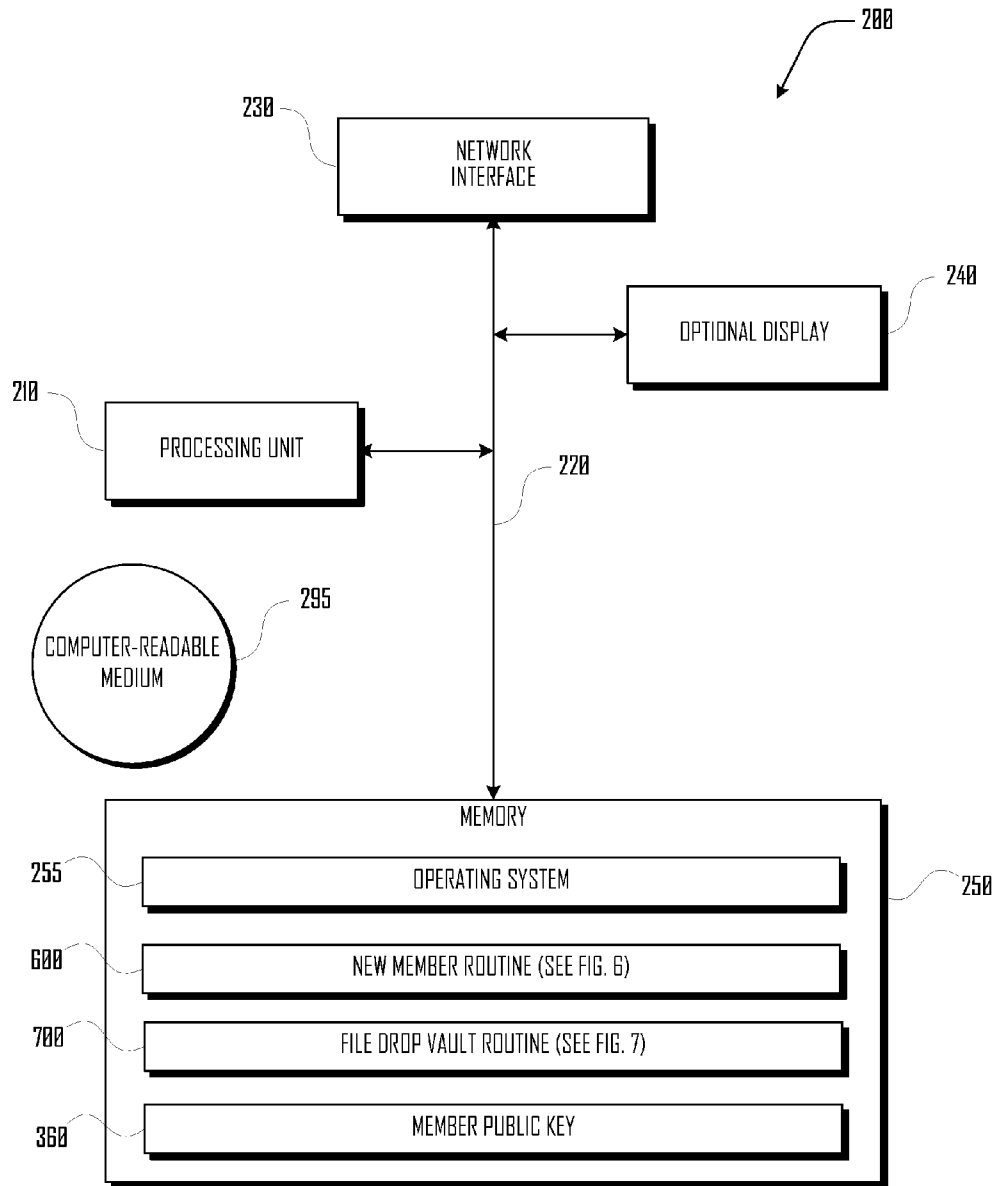 200
230
NETWORK
INTERFACE
240
OPTIONAL DISPLAY
210
PROCESSING UNIT
220
295
COMPUTER-READABLE
MEDIUM
MEMORY
255
OPERATING SYSTEM
250
600
NEW MEMBER ROUTINE (SEE FIG. 6)
700
FILE DROP VAULT ROUTINE (SEE FIG. 7)
360
MEMBER PUBLIC KEY